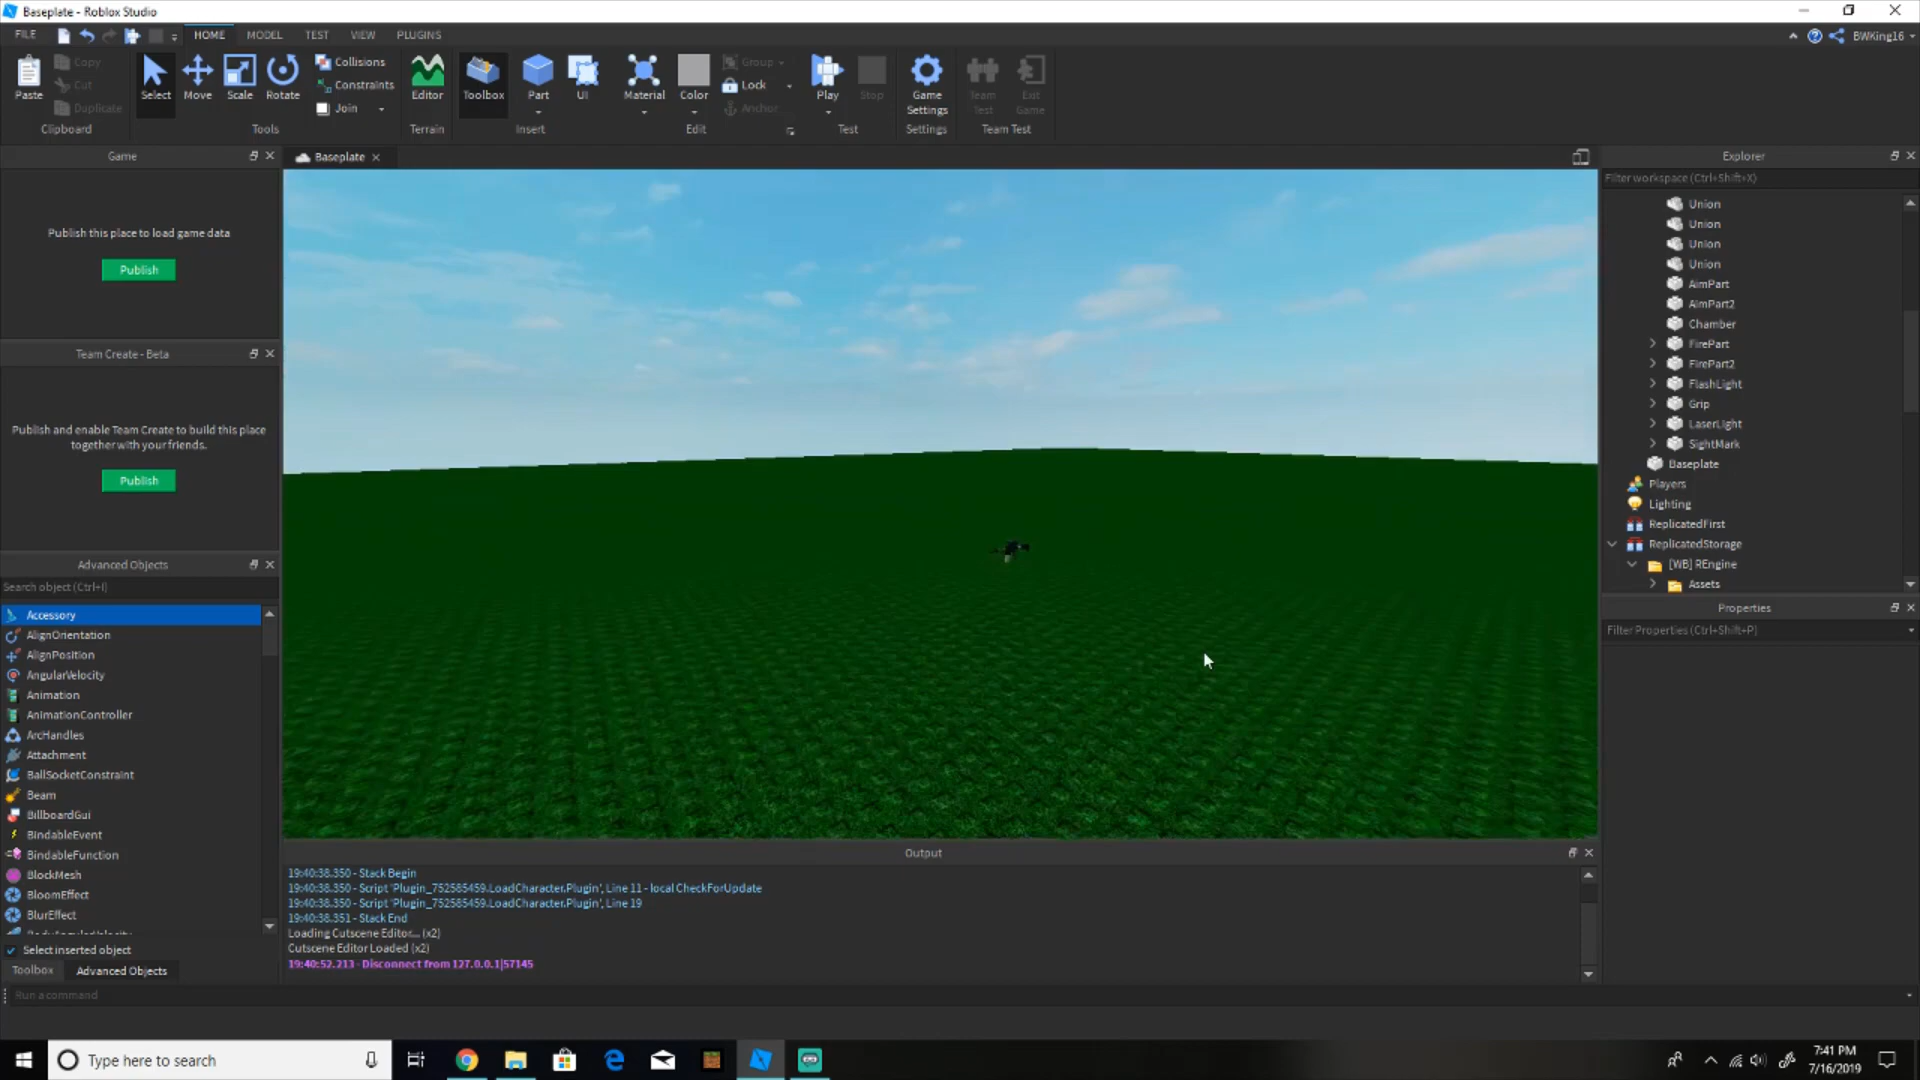 Baseplate - Roblox Studio
FILE
HOME
MODEL
TEST
VIEW
PLUGINS
BWKing16
Paste
Copy
Cut
Duplicate
Clipboard
Select
Move
Scale
Rotate
Collisions
Constraints
Join
Tools
Editor
Terrain
Toolbox
Part
UI
Insert
Material
Color
Group
Lock
Anchor
Edit
Play
Stop
Test
Game
Settings
Settings
Team
Test
Exit
Game
Team Test
Game
Publish this place to load game data
Publish
Team Create - Beta
Publish and enable Team Create to build this place
together with your friends.
Publish
Advanced Objects
Search object (Ctrl+I)
Accessory
AlignOrientation
AlignPosition
AngularVelocity
Animation
AnimationController
ArcHandles
Attachment
BallSocketConstraint
Beam
BillboardGui
BindableEvent
BindableFunction
BlockMesh
BloomEffect
BlurEffect
BodyAngularVelocity
Select inserted object
Toolbox
Advanced Objects
Run a command
Baseplate
Output
19:40:38.350 - Stack Begin
19:40:38.350 - Script 'Plugin_752585459.LoadCharacter.Plugin', Line 11 - local CheckForUpdate
19:40:38.350 - Script 'Plugin_752585459.LoadCharacter.Plugin', Line 19
19:40:38.351 - Stack End
Loading Cutscene Editor... (x2)
Cutscene Editor Loaded (x2)
19:40:52.213 - Disconnect from 127.0.0.1|57145
Explorer
Filter workspace (Ctrl+Shift+X)
Union
Union
Union
Union
AimPart
AimPart2
Chamber
FirePart
FirePart2
FlashLight
Grip
LaserLight
SightMark
Baseplate
Players
Lighting
ReplicatedFirst
ReplicatedStorage
[WB] REngine
Assets
Properties
Filter Properties (Ctrl+Shift+P)
Type here to search
7:41 PM
7/16/2019